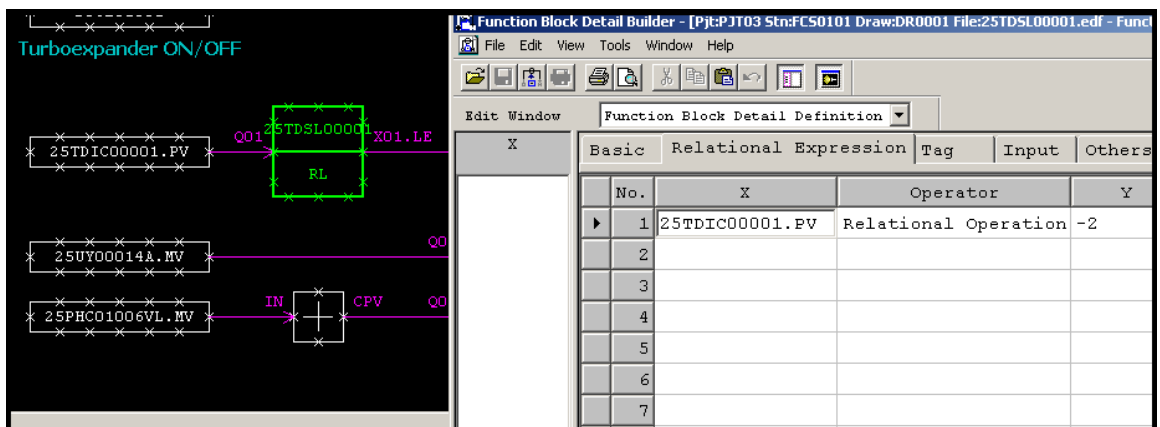 Turboexpander ON/OFF
25TDIC00001.PV
Q01
25TDSL00001
X01.LE
RL
25UY00014A.MV
Q0
25PHC01006VL.MV
IN
CPV
Q0
Function Block Detail Builder - [Pjt:PJT03 Stn:FCS0101 Draw:DR0001 File:25TDSL00001.edf - Funct
File Edit View Tools Window Help
Edit Window
Function Block Detail Definition
X
Basic Relational Expression Tag Input Others
No. X Operator Y
1 25TDIC00001.PV Relational Operation -2
2
3
4
5
6
7